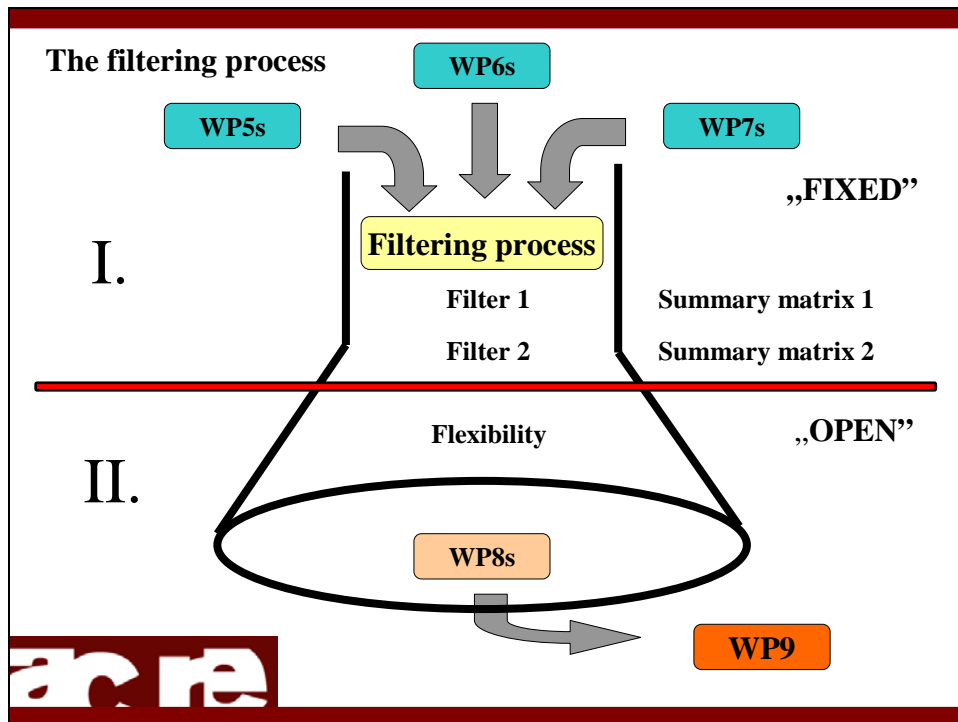 The filtering process
WP6s
WP5s
WP7s
„FIXED”
I.
Filtering process
Filter 1
Summary matrix 1
Filter 2
Summary matrix 2
Flexibility
„OPEN”
II.
WP8s
WP9
acre